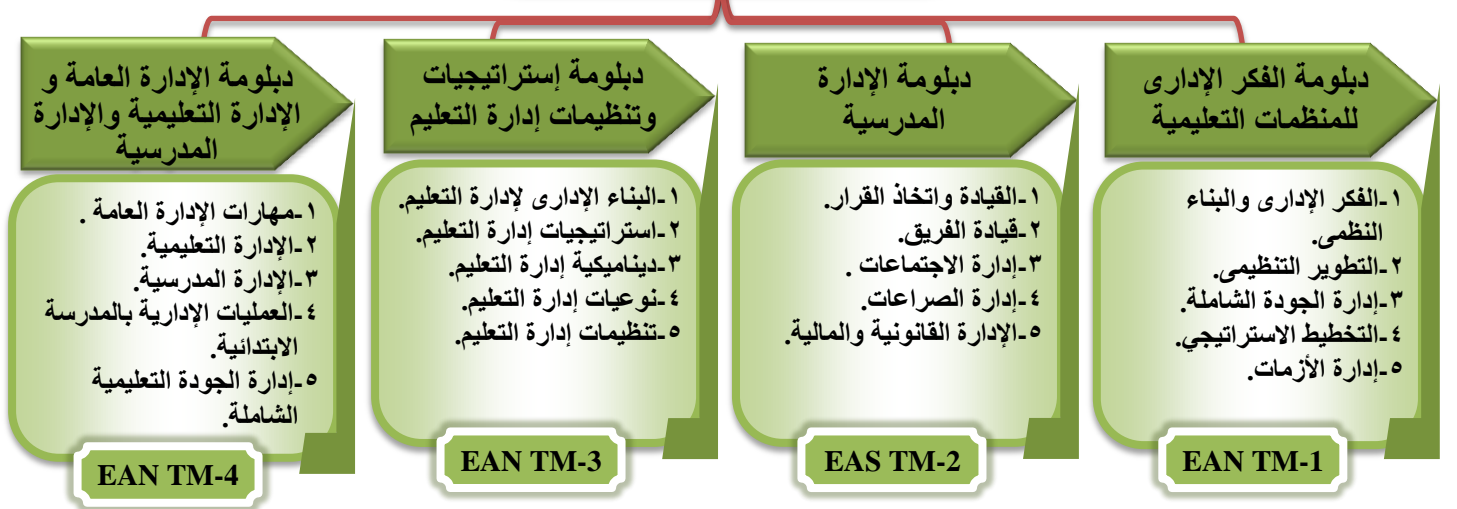 دبلومة الفكر الإدارى
للمنظمات التعليمية
١-الفكر الإدارى والبناء
النظمى.
٢-التطوير التنظيمى.
٣-إدارة الجودة الشاملة.
٤-التخطيط الاستراتيجي.
٥-إدارة الأزمات.
EAN TM-1
دبلومة الإدارة
المدرسية
١-القيادة واتخاذ القرار.
٢-قيادة الفريق.
٣-إدارة الاجتماعات .
٤-إدارة الصراعات.
٥-الإدارة القانونية والمالية.
EAS TM-2
دبلومة إستراتيجيات
وتنظيمات إدارة التعليم
١-البناء الإدارى لإدارة التعليم.
٢-استراتيجيات إدارة التعليم.
٣-ديناميكية إدارة التعليم.
٤-نوعيات إدارة التعليم.
٥-تنظيمات إدارة التعليم.
EAN TM-3
دبلومة الإدارة العامة و
الإدارة التعليمية والإدارة
المدرسية
١-مهارات الإدارة العامة .
٢-الإدارة التعليمية.
٣-الإدارة المدرسية.
٤-العمليات الإدارية بالمدرسة
الابتدائية.
٥-إدارة الجودة التعليمية
الشاملة.
EAN TM-4